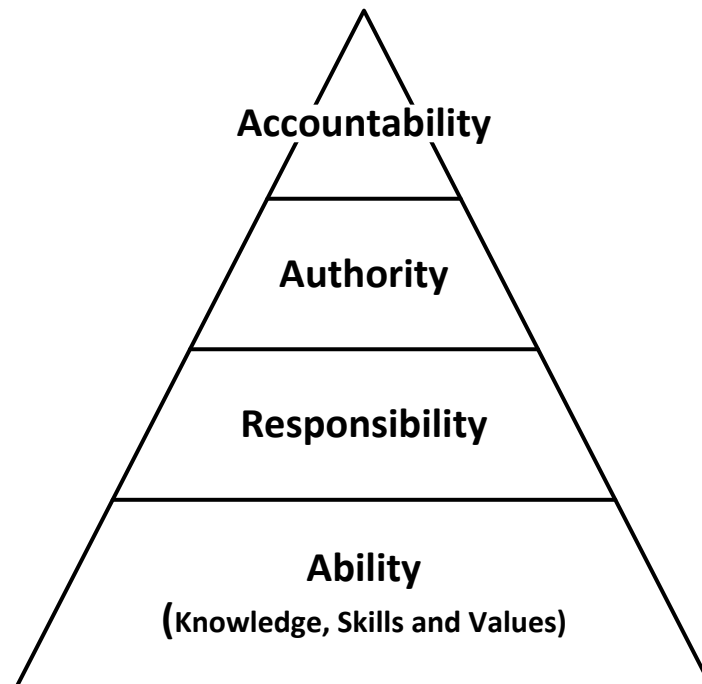 Accountability
Authority
Responsibility
Ability
(Knowledge, Skills and Values)